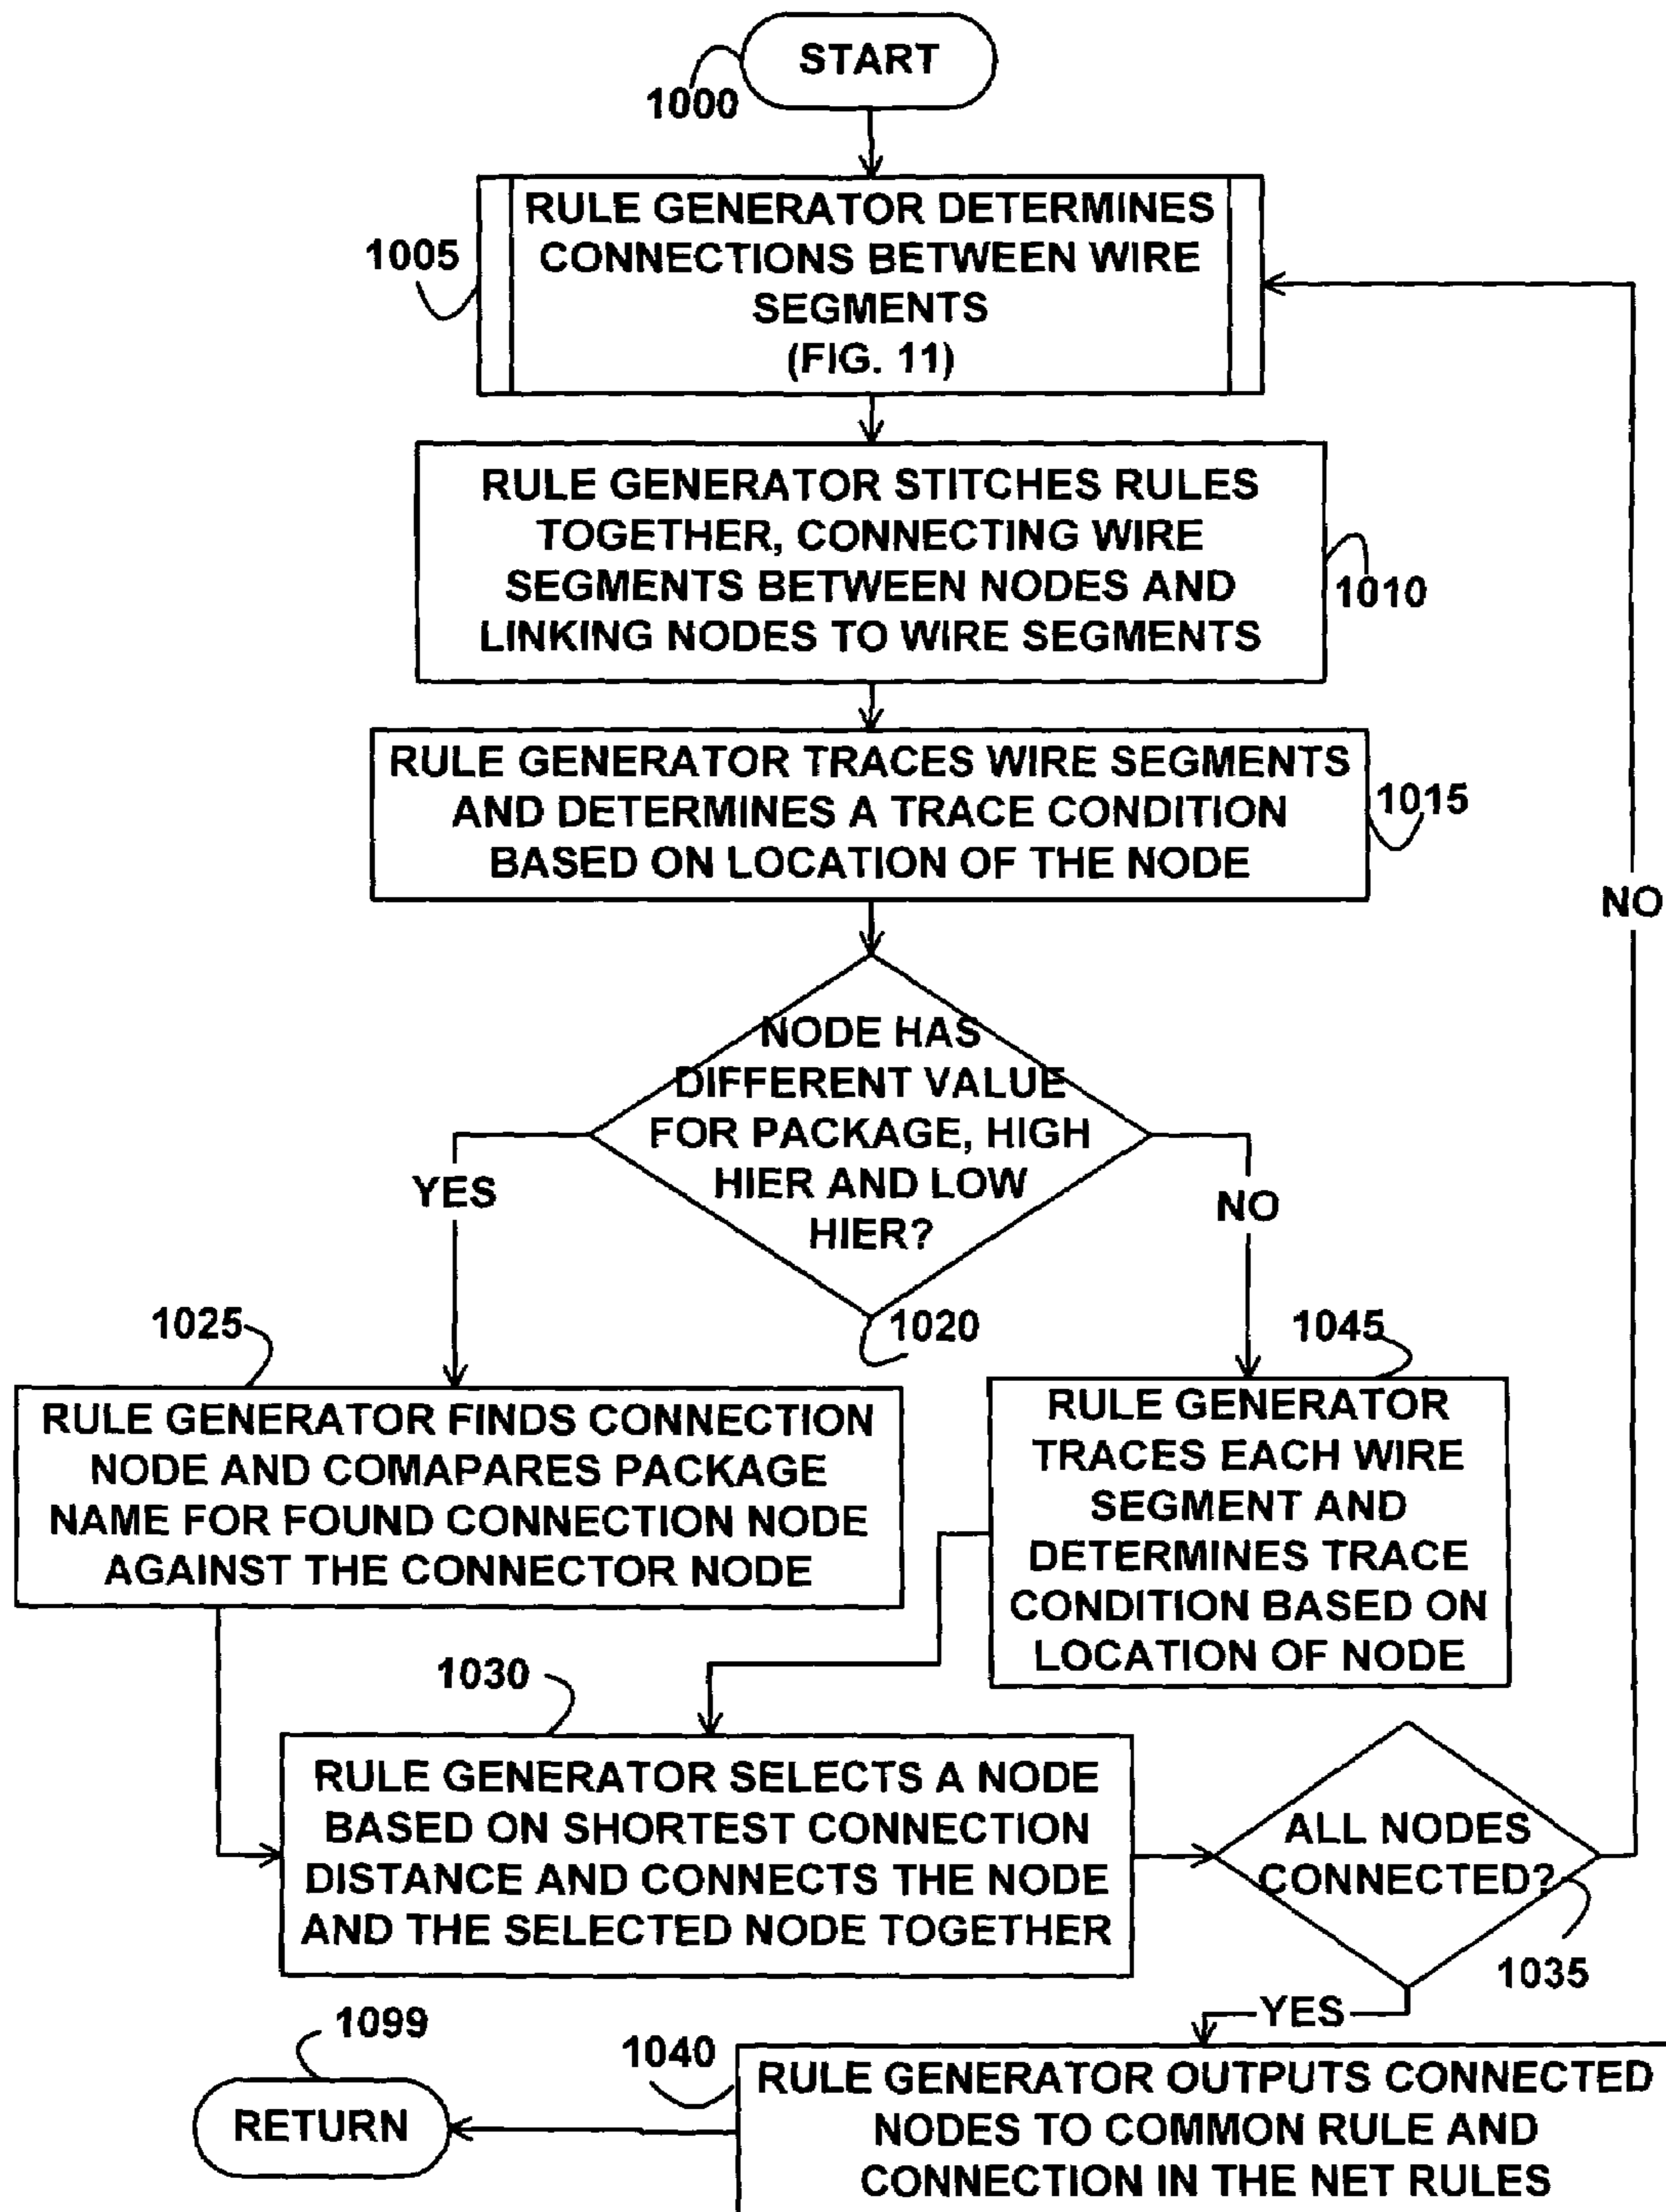 START
1000
RULE GENERATOR DETERMINES
CONNECTIONS BETWEEN WIRE
SEGMENTS
(FIG. 11)
1005
RULE GENERATOR STITCHES RULES
TOGETHER, CONNECTING WIRE
SEGMENTS BETWEEN NODES AND
LINKING NODES TO WIRE SEGMENTS
1010
RULE GENERATOR TRACES WIRE SEGMENTS
AND DETERMINES A TRACE CONDITION
BASED ON LOCATION OF THE NODE
1015
NO
NODE HAS
DIFFERENT VALUE
FOR PACKAGE, HIGH
HIER AND LOW
HIER?
YES
NO
1025
1020
1045
RULE GENERATOR FINDS CONNECTION
NODE AND COMAPARES PACKAGE
NAME FOR FOUND CONNECTION NODE
AGAINST THE CONNECTOR NODE
RULE GENERATOR
TRACES EACH WIRE
SEGMENT AND
DETERMINES TRACE
CONDITION BASED ON
LOCATION OF NODE
1030
RULE GENERATOR SELECTS A NODE
BASED ON SHORTEST CONNECTION
DISTANCE AND CONNECTS THE NODE
AND THE SELECTED NODE TOGETHER
ALL NODES
CONNECTED?
1035
YES
1099
1040
RETURN
RULE GENERATOR OUTPUTS CONNECTED
NODES TO COMMON RULE AND
CONNECTION IN THE NET RULES